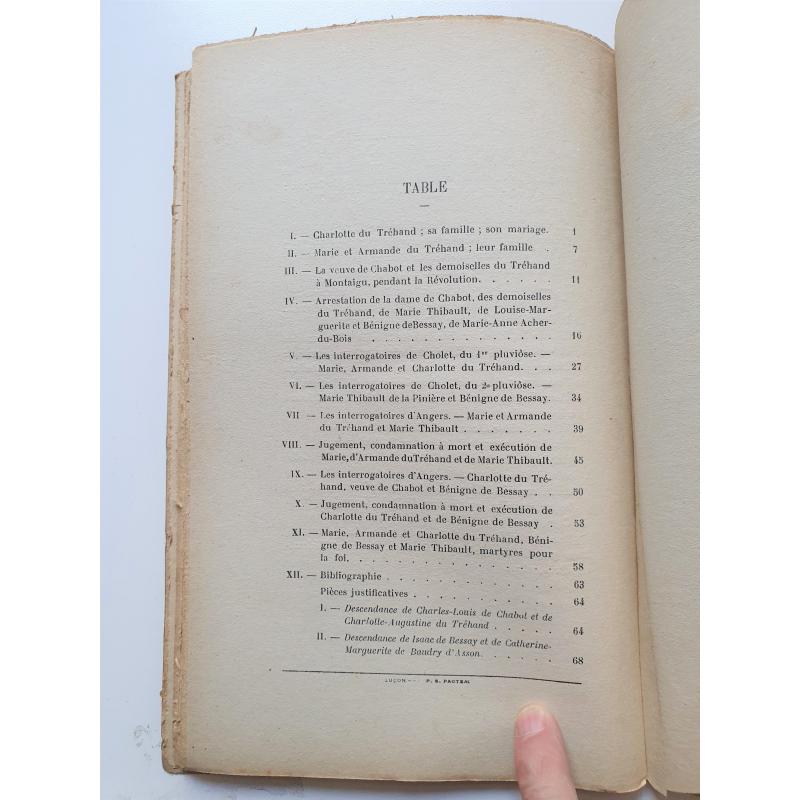 TABLE
I. — Charlotte du Tréhand ; sa famille ; son mariage. 1
II. — Marie et Armande du Tréhand ; leur famille . 7
III. — La veuve de Chabot et les demoiselles du Tréhand
à Montaigu, pendant la Révolution. . . . . . 11
IV. — Arrestation de la dame de Chabot, des demoiselles
du Tréhand, de Marie Thibault, de Louise-Mar-
guerite et Bénigne deBessay, de Marie-Anne Acher-
du-Bois . . . . . . . . . . . . . 16
V. — Les interrogatoires de Cholet, du 1er pluviôse. —
Marie, Armande et Charlotte du Tréhand. . . 27
VI. — Les interrogatoires de Cholet, du 2e pluviôse. —
Marie Thibault de la Pinière et Bénigne de Bessay. 34
VII — Les interrogatoires d'Angers. — Marie et Armande
du Tréhand et Marie Thibault . . . . . . . 39
VIII. — Jugement, condamnation à mort et exécution de
Marie, d'Armande duTréhand et de Marie Thibault. 45
IX. — Les interrogatoires d'Angers. — Charlotte du Tré-
hand, veuve de Chabot et Bénigne de Bessay . . 50
X. — Jugement, condamnation à mort et exécution de
Charlotte du Tréhand et de Bénigne de Bessay . 53
XI. — Marie, Armande et Charlotte du Tréhand, Béni-
gne de Bessay et Marie Thibault, martyres pour
la foi. . . . . . . . . . . . . . 58
XII. — Bibliographie . . . . . . . . . . . 63
Pièces justificatives . . . . . . . . . . 64
I. — Descendance de Charles-Louis de Chabot et de
Charlotte-Augustine du Tréhand . . . . . 64
II. — Descendance de Isaac de Bessay et de Catherine-
Marguerite de Baudry d'Asson. . . . . . 68
LUÇON — P. S. PACTEAU